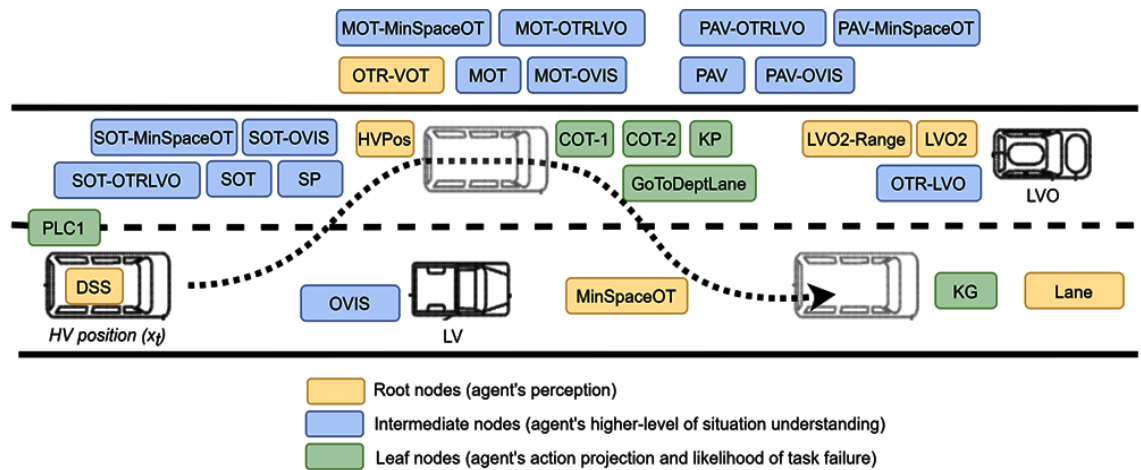 MOT-MinSpaceOT MOT-OTRLVO PAV-OTRLVO PAV-MinSpaceOT
OTR-VOT MOT MOT-OVIS PAV PAV-OVIS
SOT-MinSpaceOT SOT-OVIS HVPos COT-1 COT-2 KP LVO2-Range LVO2
SOT-OTRLVO SOT SP GoToDeptLane OTR-LVO LVO
PLC1
DSS OVIS MinSpaceOT KG Lane
HV position (xt) LV
Root nodes (agent's perception)
Intermediate nodes (agent's higher-level of situation understanding)
Leaf nodes (agent's action projection and likelihood of task failure)